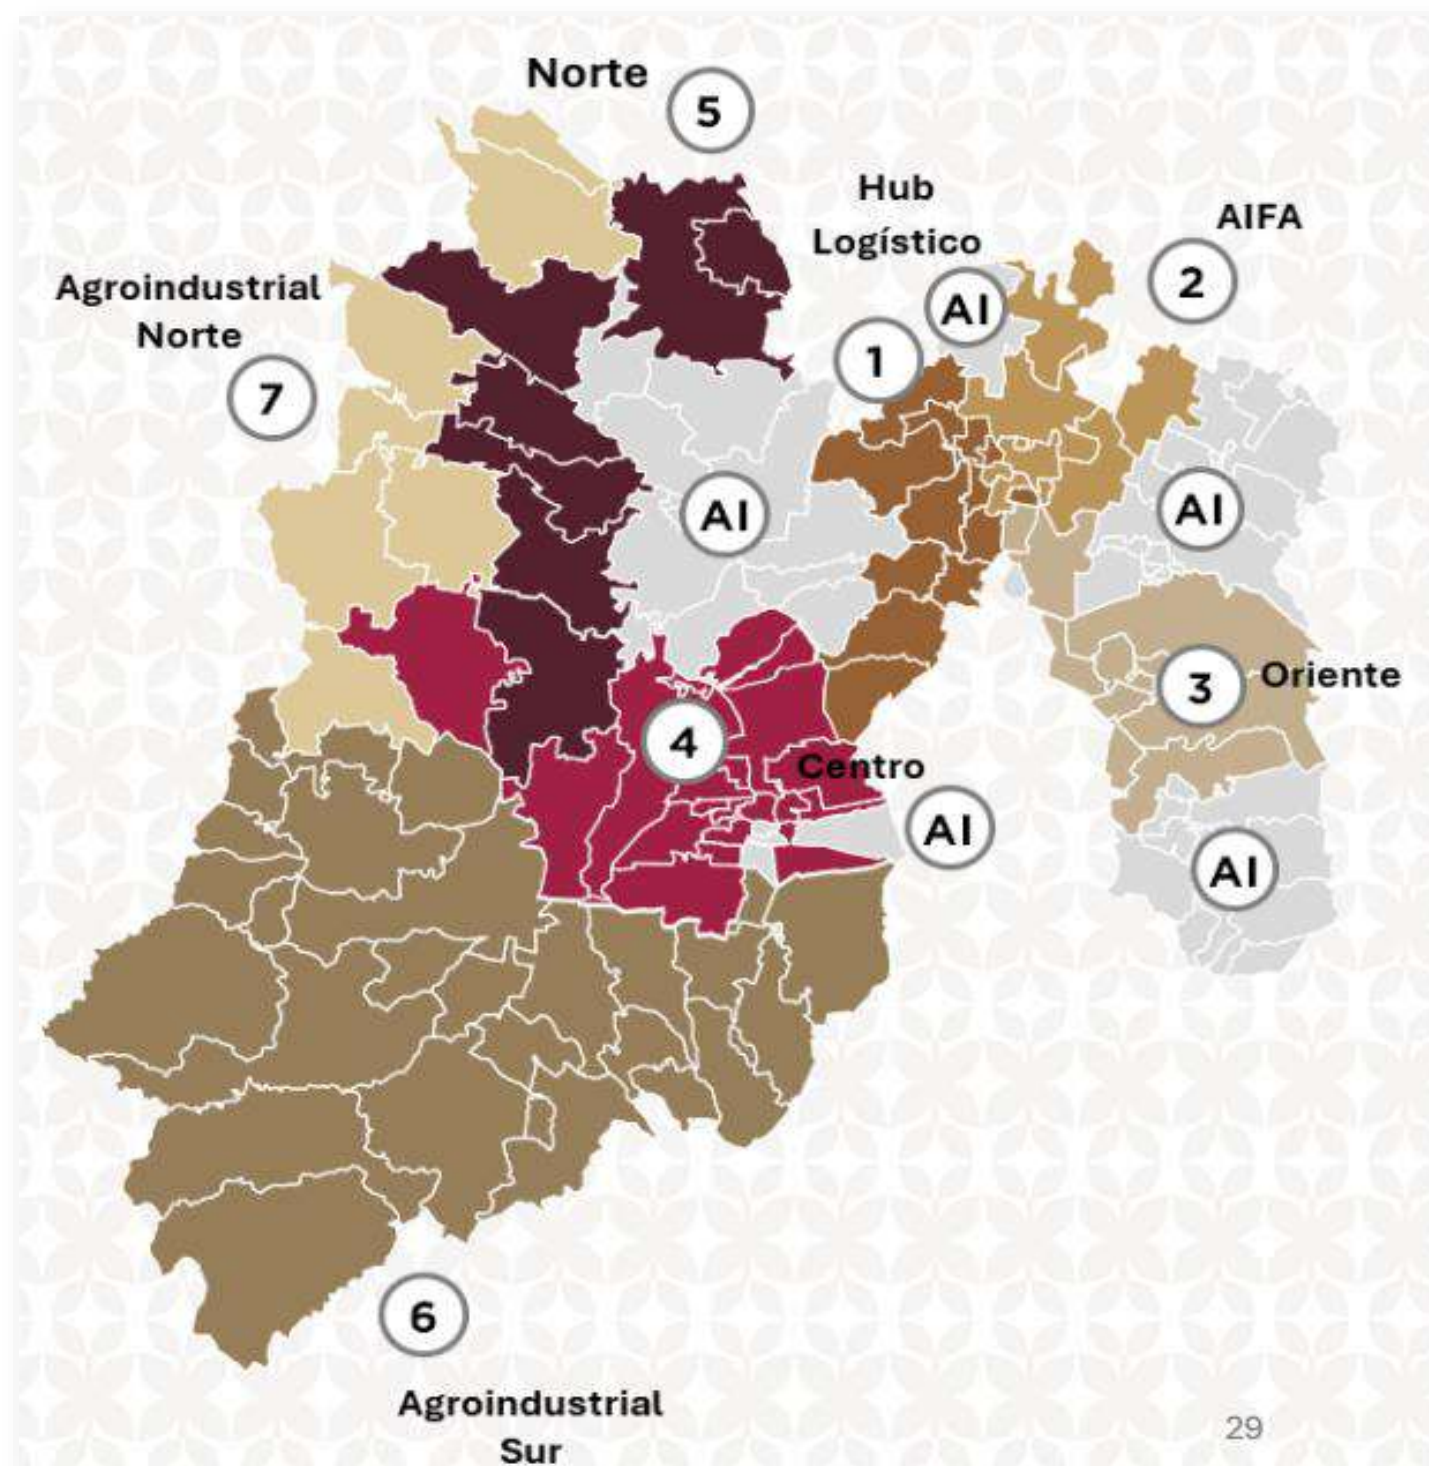 Norte
5
Hub
Logístico
AIFA
2
AI
1
Agroindustrial
Norte
7
AI
AI
3
Oriente
4
Centro
AI
AI
6
Agroindustrial
Sur
29